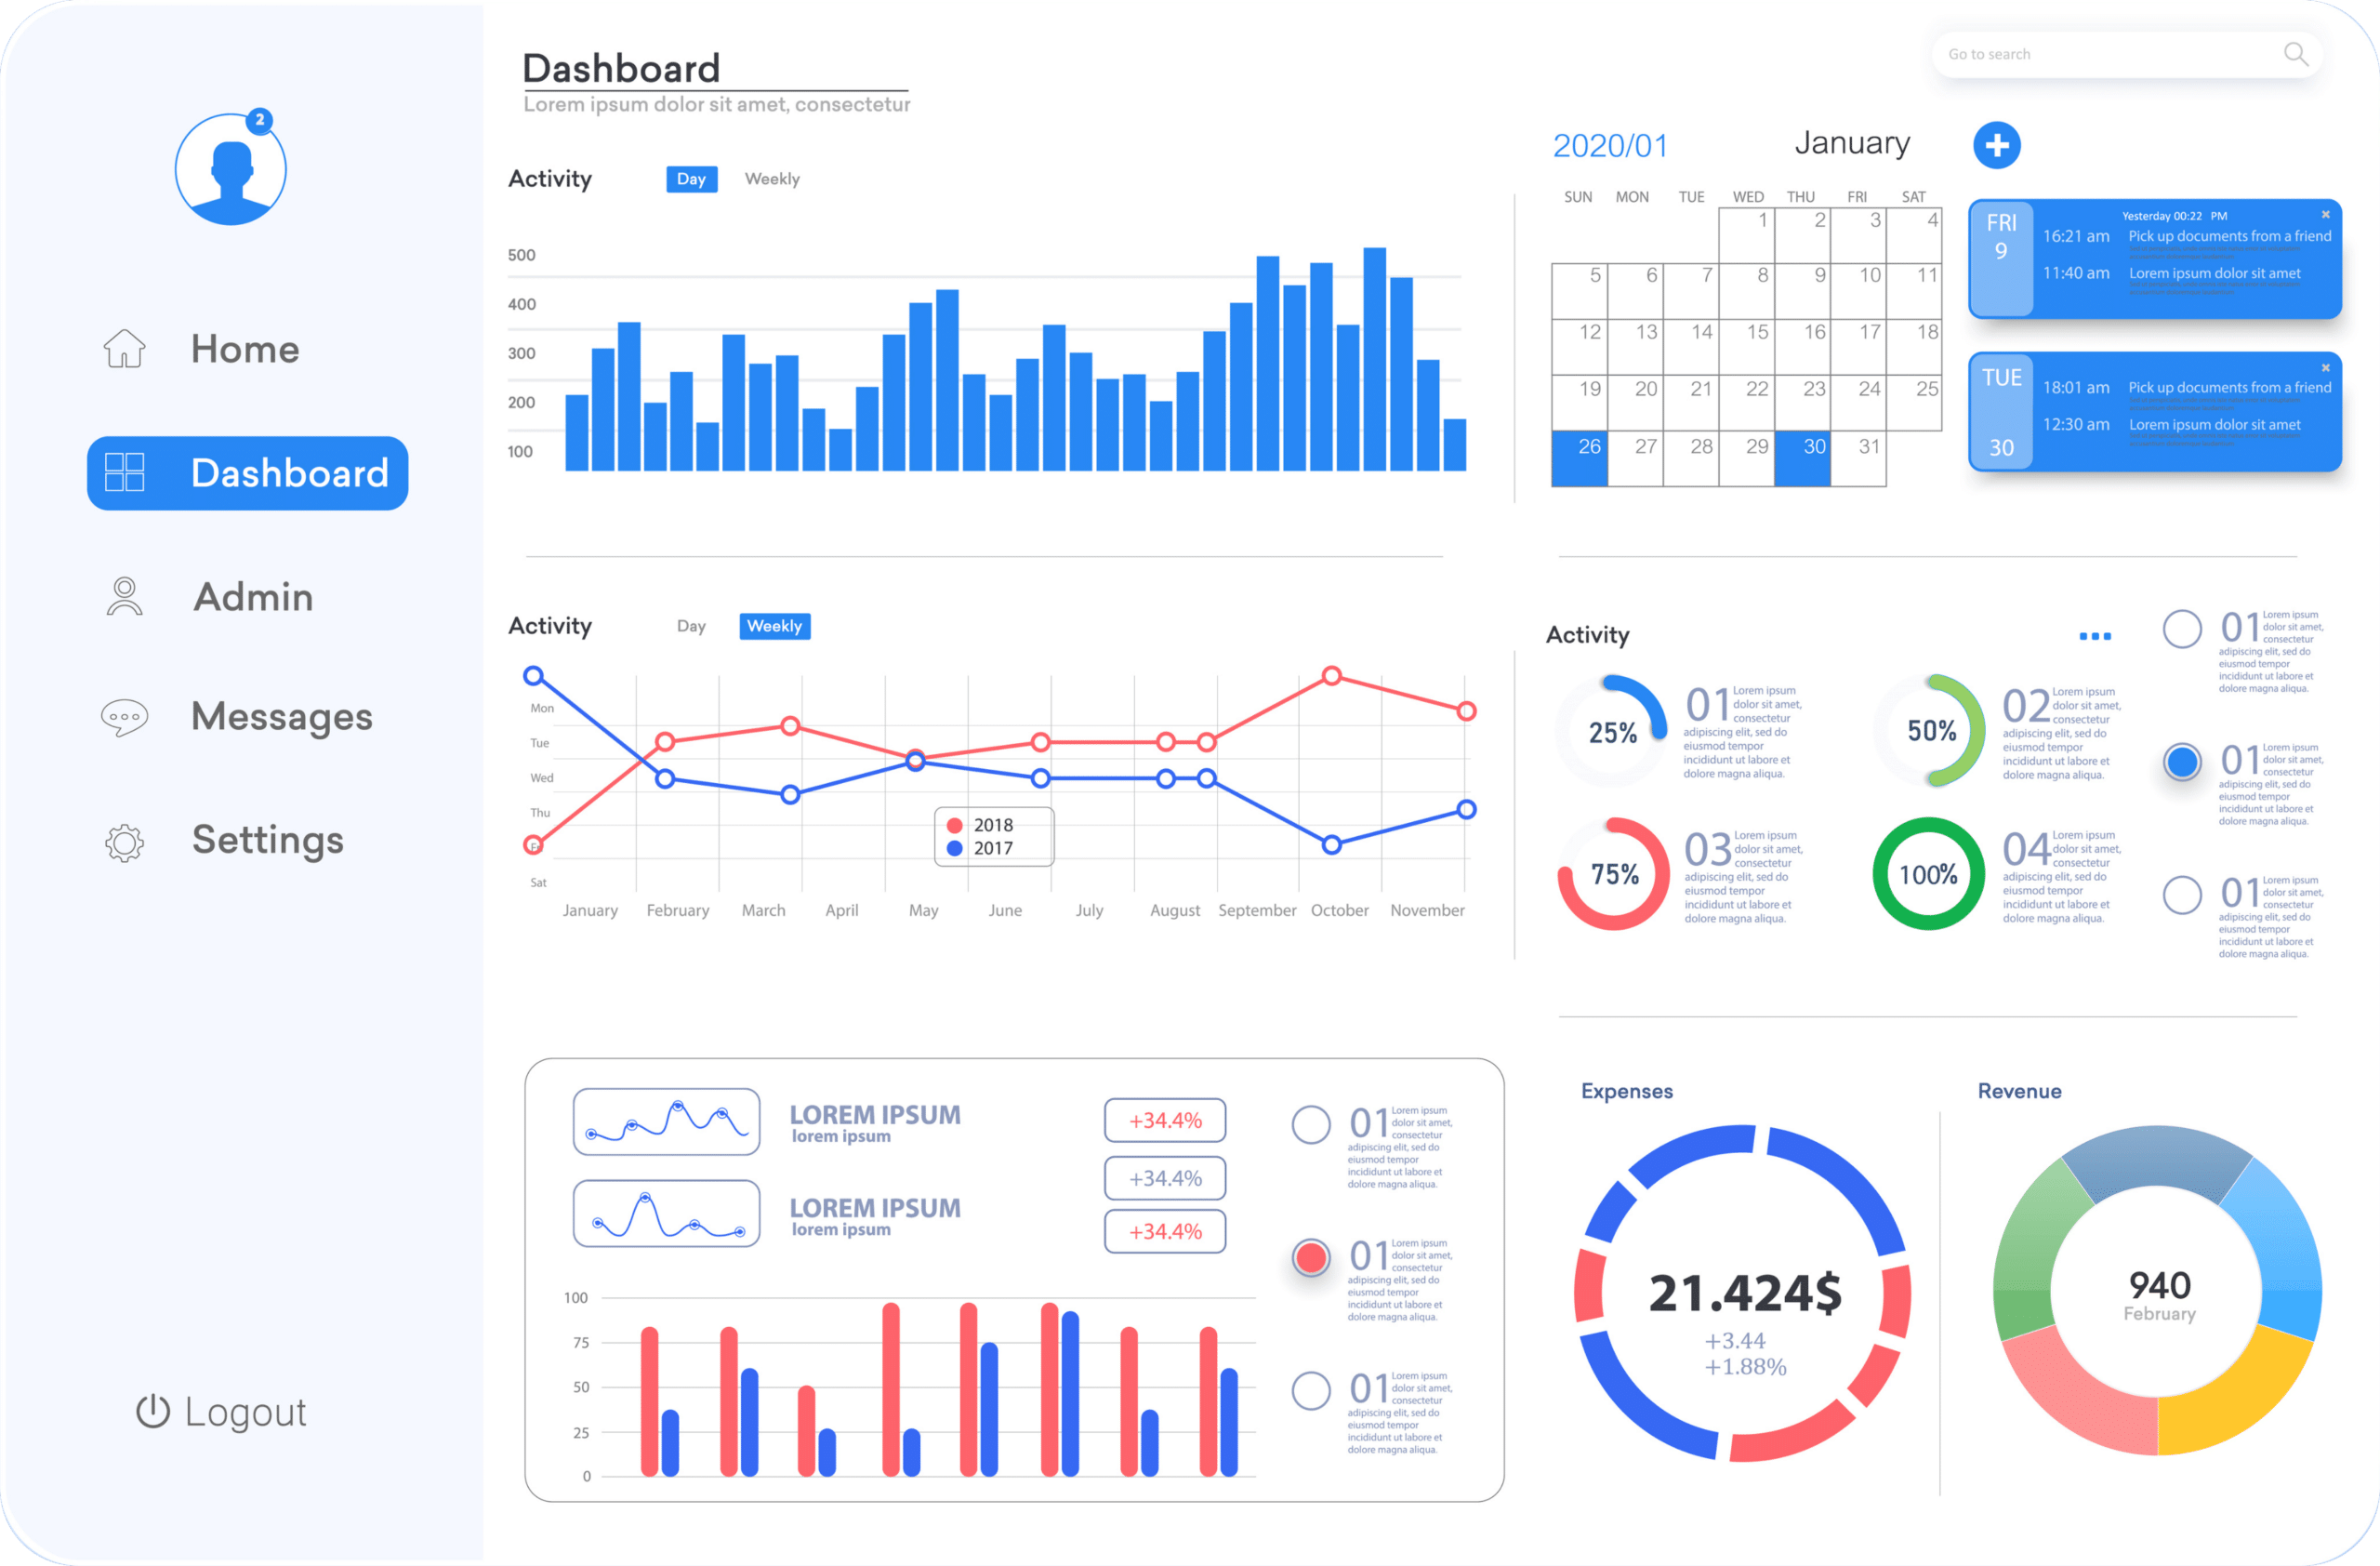 2
Home
Dashboard
Admin
Messages
Settings
Logout
Dashboard
Lorem ipsum dolor sit amet, consectetur
Go to search
Activity Day Weekly
500
400
300
200
100
2020/01 January
SUN MON TUE WED THU FRI SAT
1 2 3 4
5 6 7 8 9 10 11
12 13 14 15 16 17 18
19 20 21 22 23 24 25
26 27 28 29 30 31
FRI
9
Yesterday 00:22 PM
16:21 am Pick up documents from a friend
11:40 am Lorem ipsum dolor sit amet
TUE
30
18:01 am Pick up documents from a friend
12:30 am Lorem ipsum dolor sit amet
Activity Day Weekly
Mon
Tue
Wed
Thu
Sat
2018
2017
January February March April May June July August September October November
Activity
25%
01 Lorem ipsum
dolor sit amet,
consectetur
adipiscing elit, sed do
eiusmod tempor
incididunt ut labore et
dolore magna aliqua.
50%
02 Lorem ipsum
dolor sit amet,
consectetur
adipiscing elit, sed do
eiusmod tempor
incididunt ut labore et
dolore magna aliqua.
75%
03 Lorem ipsum
dolor sit amet,
consectetur
adipiscing elit, sed do
eiusmod tempor
incididunt ut labore et
dolore magna aliqua.
100%
04 Lorem ipsum
dolor sit amet,
consectetur
adipiscing elit, sed do
eiusmod tempor
incididunt ut labore et
dolore magna aliqua.
01 Lorem ipsum
dolor sit amet,
consectetur
adipiscing elit, sed do
eiusmod tempor
incididunt ut labore et
dolore magna aliqua.
01 Lorem ipsum
dolor sit amet,
consectetur
adipiscing elit, sed do
eiusmod tempor
incididunt ut labore et
dolore magna aliqua.
01 Lorem ipsum
dolor sit amet,
consectetur
adipiscing elit, sed do
eiusmod tempor
incididunt ut labore et
dolore magna aliqua.
LOREM IPSUM
lorem ipsum
LOREM IPSUM
lorem ipsum
+34.4%
+34.4%
+34.4%
100
75
50
25
0
01 Lorem ipsum
dolor sit amet,
consectetur
adipiscing elit, sed do
eiusmod tempor
incididunt ut labore et
dolore magna aliqua.
01 Lorem ipsum
dolor sit amet,
consectetur
adipiscing elit, sed do
eiusmod tempor
incididunt ut labore et
dolore magna aliqua.
01 Lorem ipsum
dolor sit amet,
consectetur
adipiscing elit, sed do
eiusmod tempor
incididunt ut labore et
dolore magna aliqua.
Expenses
21.424$
+3.44
+1.88%
Revenue
940
February